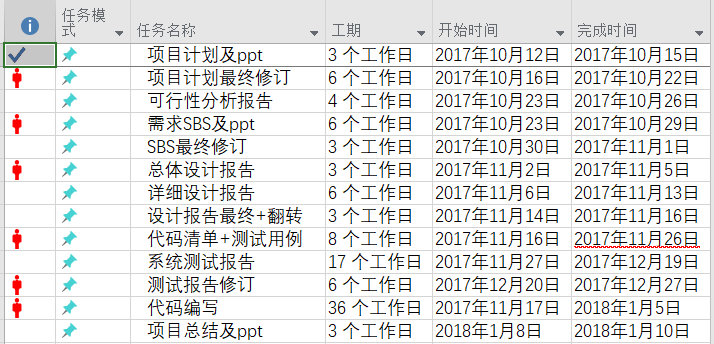 任务模式 任务名称 工期 开始时间 完成时间
项目计划及ppt 3 个工作日 2017年10月12日 2017年10月15日
项目计划最终修订 6 个工作日 2017年10月16日 2017年10月22日
可行性分析报告 4 个工作日 2017年10月23日 2017年10月26日
需求SBS及ppt 6 个工作日 2017年10月23日 2017年10月29日
SBS最终修订 3 个工作日 2017年10月30日 2017年11月1日
总体设计报告 3 个工作日 2017年11月2日 2017年11月5日
详细设计报告 6 个工作日 2017年11月6日 2017年11月13日
设计报告最终+翻转 3 个工作日 2017年11月14日 2017年11月16日
代码清单+测试用例 8 个工作日 2017年11月16日 2017年11月26日
系统测试报告 17 个工作日 2017年11月27日 2017年12月19日
测试报告修订 6 个工作日 2017年12月20日 2017年12月27日
代码编写 36 个工作日 2017年11月17日 2018年1月5日
项目总结及ppt 3 个工作日 2018年1月8日 2018年1月10日